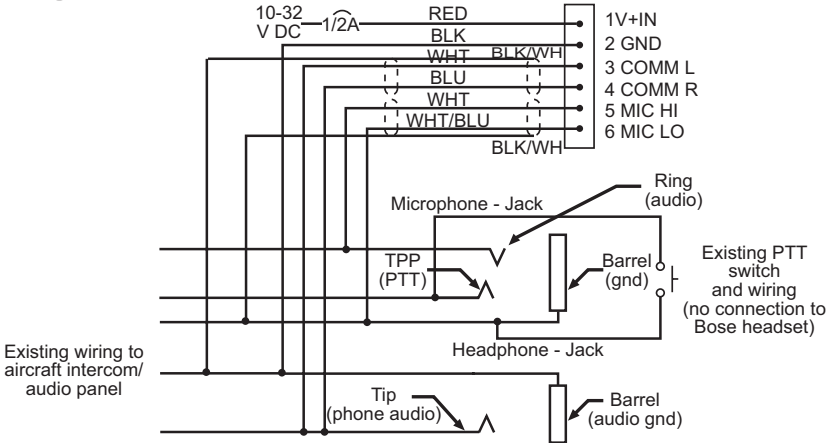 10-32
V DC
1/2A
RED
BLK
BLK/WH
WHT
BLU
WHT
WHT/BLU
BLK/WH
1V+IN
2 GND
3 COMM L
4 COMM R
5 MIC HI
6 MIC LO
Microphone - Jack
Ring
(audio)
TPP
(PTT)
Barrel
(gnd)
Existing PTT
switch
and wiring
(no connection to
Bose headset)
Headphone - Jack
Existing wiring to
aircraft intercom/
audio panel
Tip
(phone audio)
Barrel
(audio gnd)